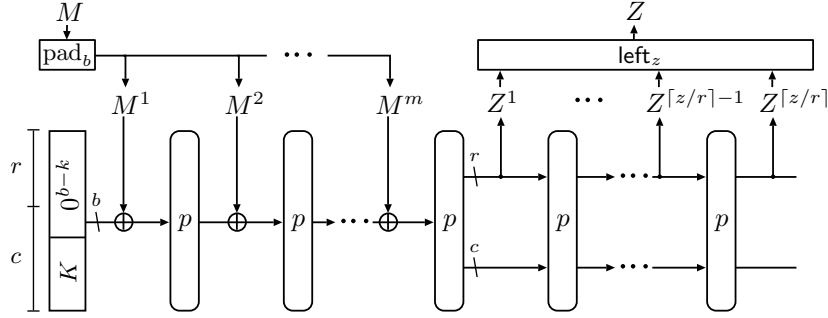 M
Z
pad_b
···
left_z
M^1
M^2
M^m
Z^1
···
Z^{⌈z/r⌉−1}
Z^{⌈z/r⌉}
r
c
0^{b−k}
K
b
p
p
···
p
r
c
p
···
···
p